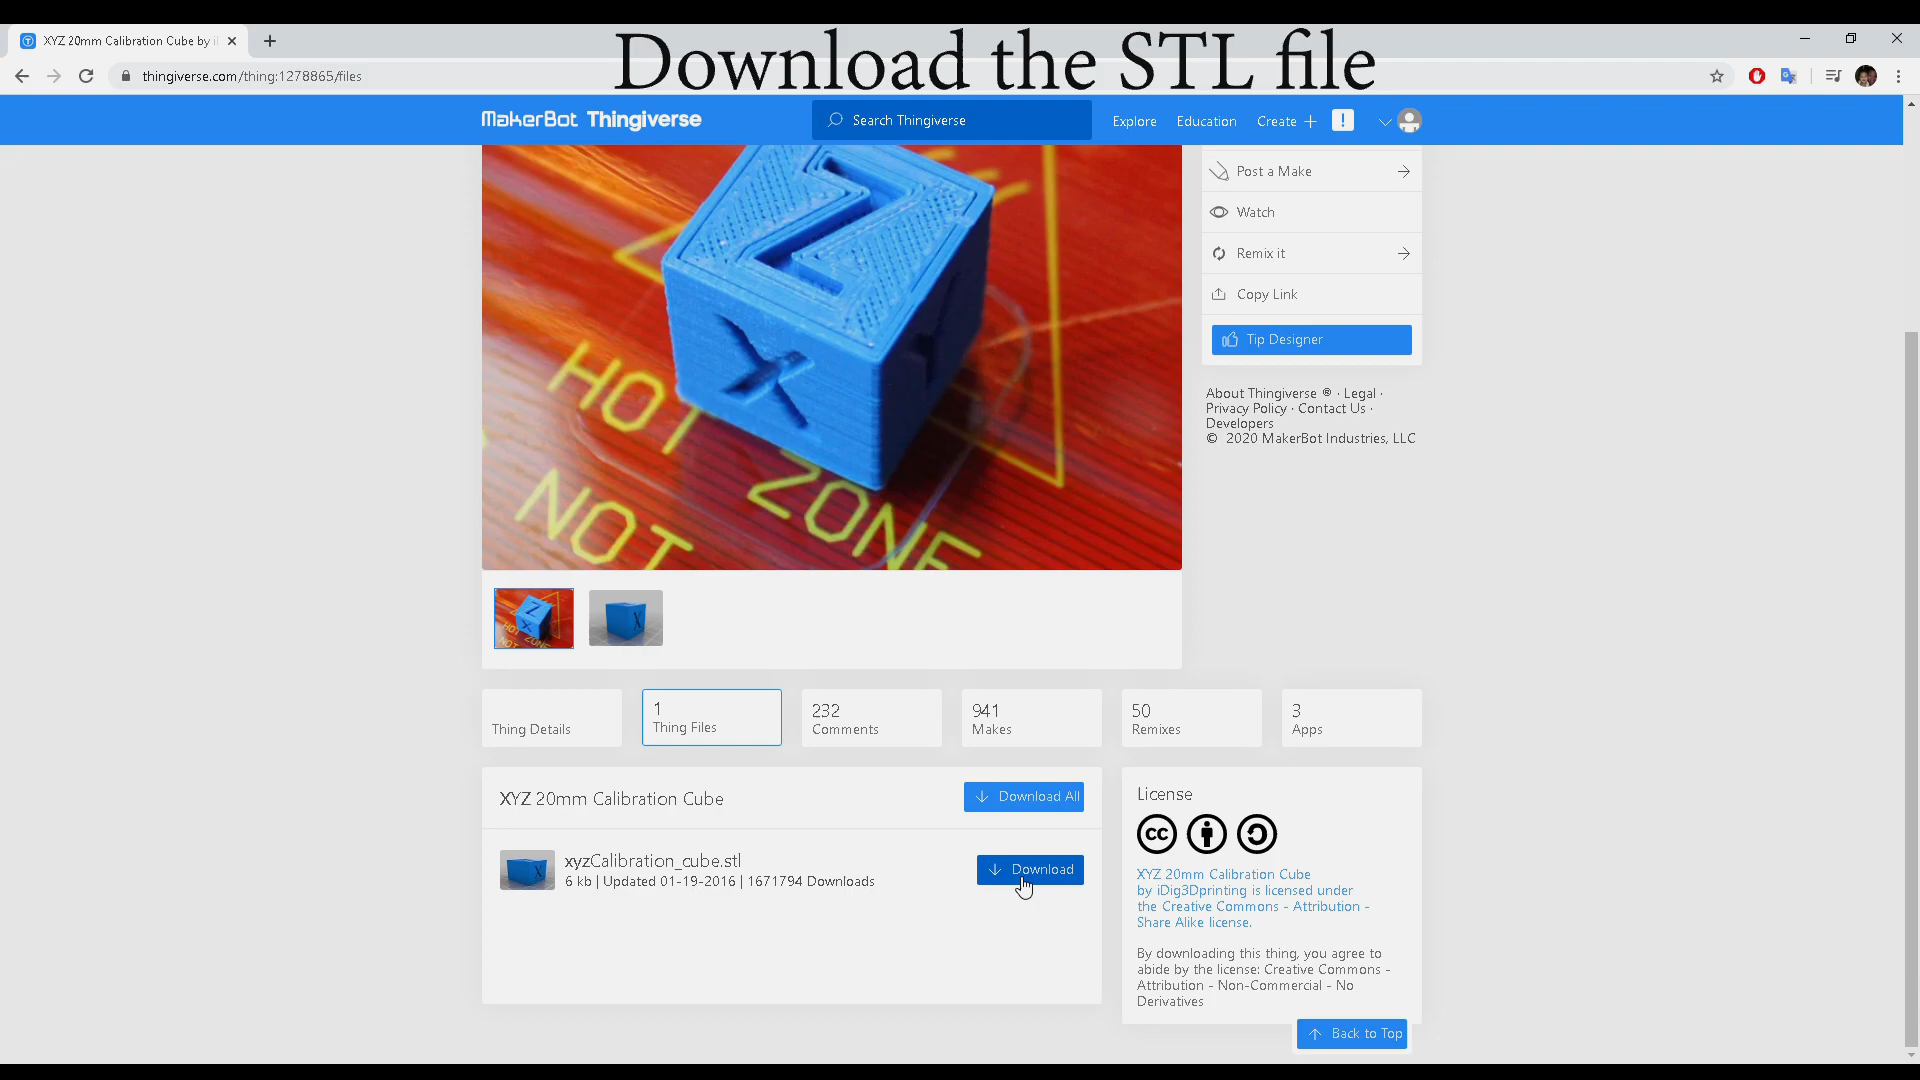 Download the STL file
XYZ 20mm Calibration Cube by i
thingiverse.com/thing:1278865/files
MakerBot Thingiverse
Search Thingiverse
Explore
Education
Create
Z
X
HOT ZONE
NOT
Post a Make
Watch
Remix it
Copy Link
Tip Designer
About Thingiverse ® · Legal ·
Privacy Policy · Contact Us ·
Developers
© 2020 MakerBot Industries, LLC
Thing Details
1
Thing Files
232
Comments
941
Makes
50
Remixes
3
Apps
XYZ 20mm Calibration Cube
Download All
xyzCalibration_cube.stl
6 kb | Updated 01-19-2016 | 1671794 Downloads
Download
License
XYZ 20mm Calibration Cube
by iDig3Dprinting is licensed under
the Creative Commons - Attribution -
Share Alike license.
By downloading this thing, you agree to
abide by the license: Creative Commons -
Attribution - Non-Commercial - No
Derivatives
Back to Top